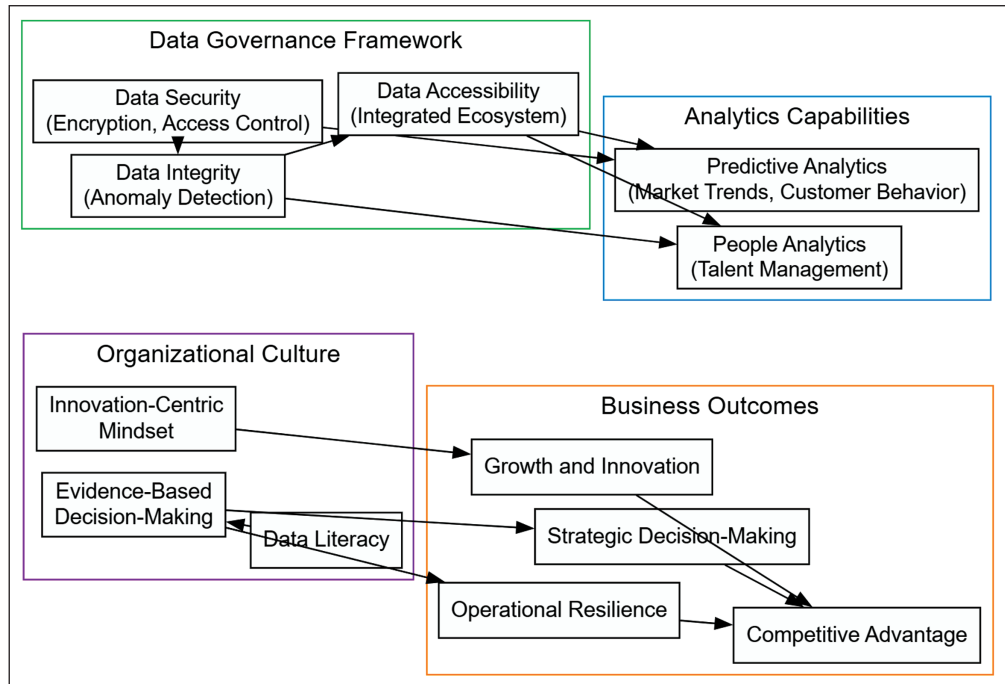 Data Governance Framework
Data Security
(Encryption, Access Control)
Data Accessibility
(Integrated Ecosystem)
Data Integrity
(Anomaly Detection)
Analytics Capabilities
Predictive Analytics
(Market Trends, Customer Behavior)
People Analytics
(Talent Management)
Organizational Culture
Innovation-Centric
Mindset
Evidence-Based
Decision-Making
Data Literacy
Business Outcomes
Growth and Innovation
Strategic Decision-Making
Operational Resilience
Competitive Advantage